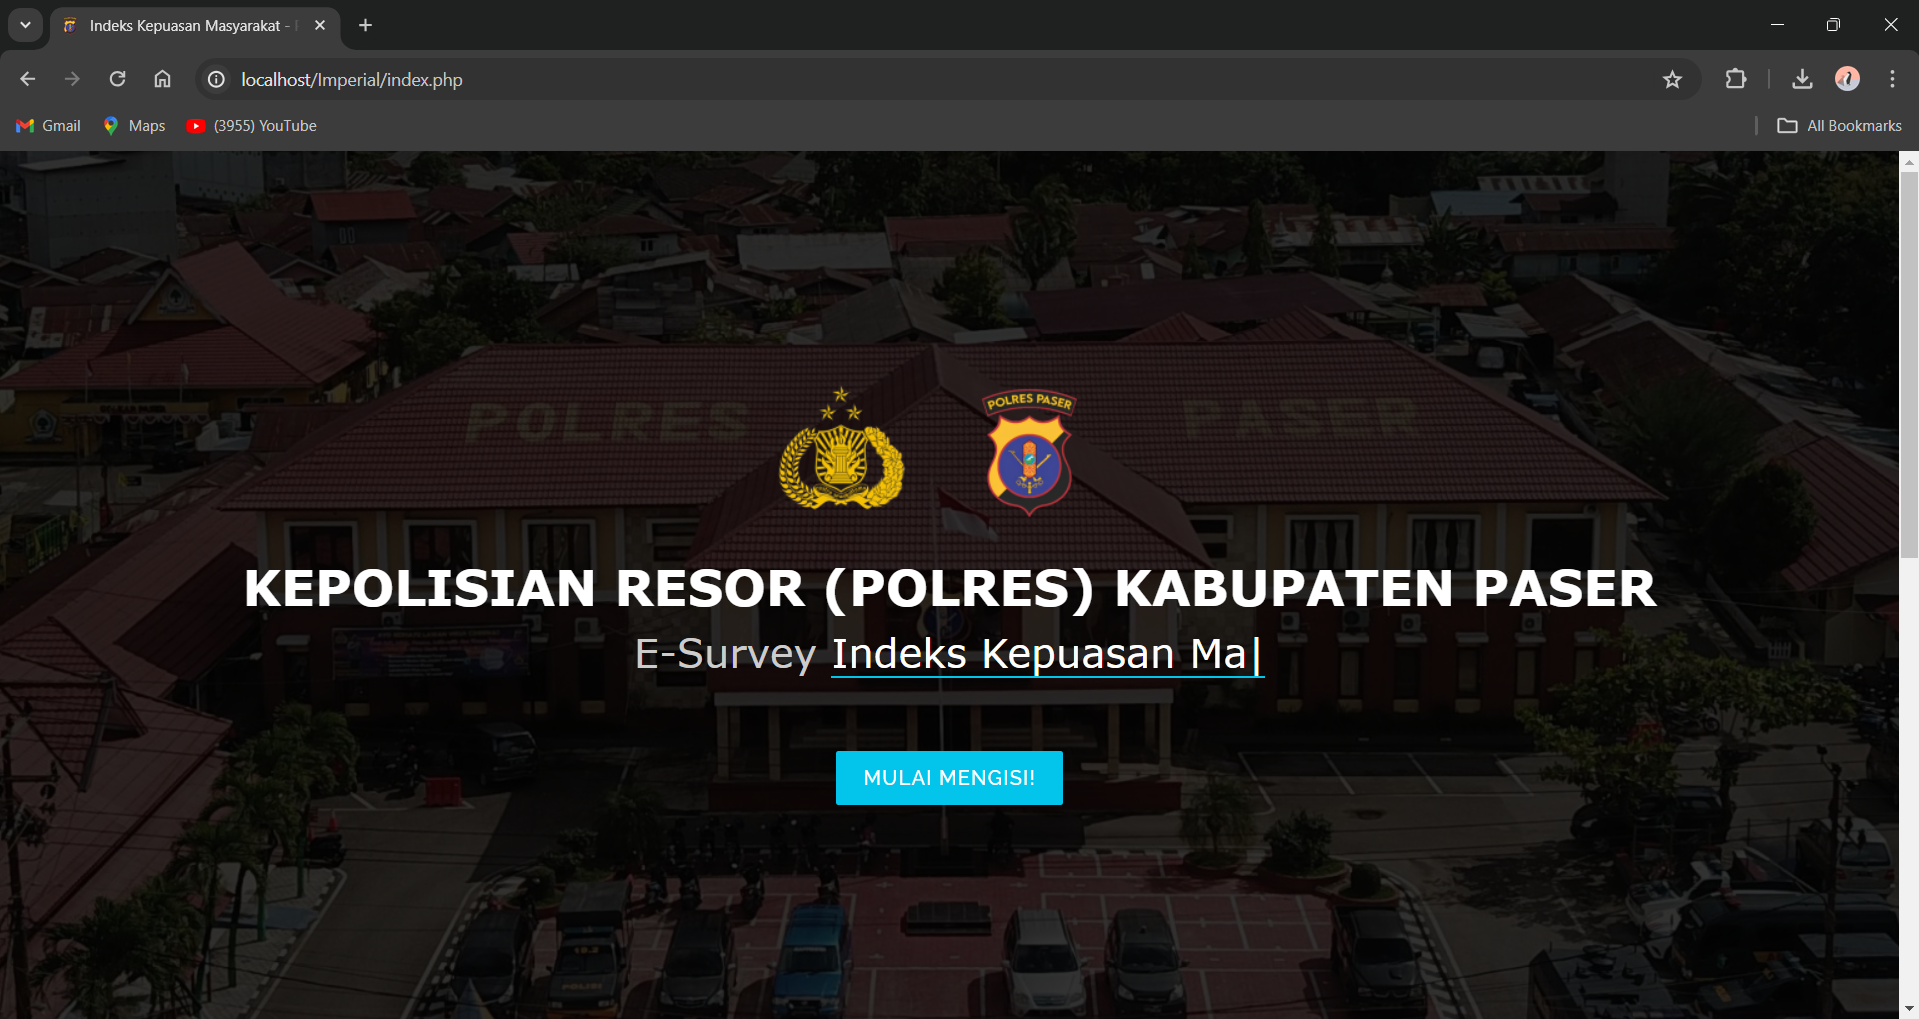 Indeks Kepuasan Masyarakat -
localhost/Imperial/index.php
Gmail
Maps
(3955) YouTube
All Bookmarks
POLRES PASER
POLRES PASER
KEPOLISIAN RESOR (POLRES) KABUPATEN PASER
E-Survey Indeks Kepuasan Ma|
MULAI MENGISI!
POLISI